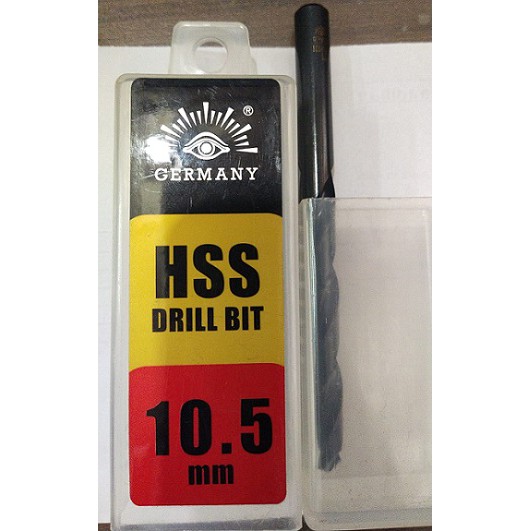 ®
GERMANY
HSS
DRILL BIT
10.5
mm